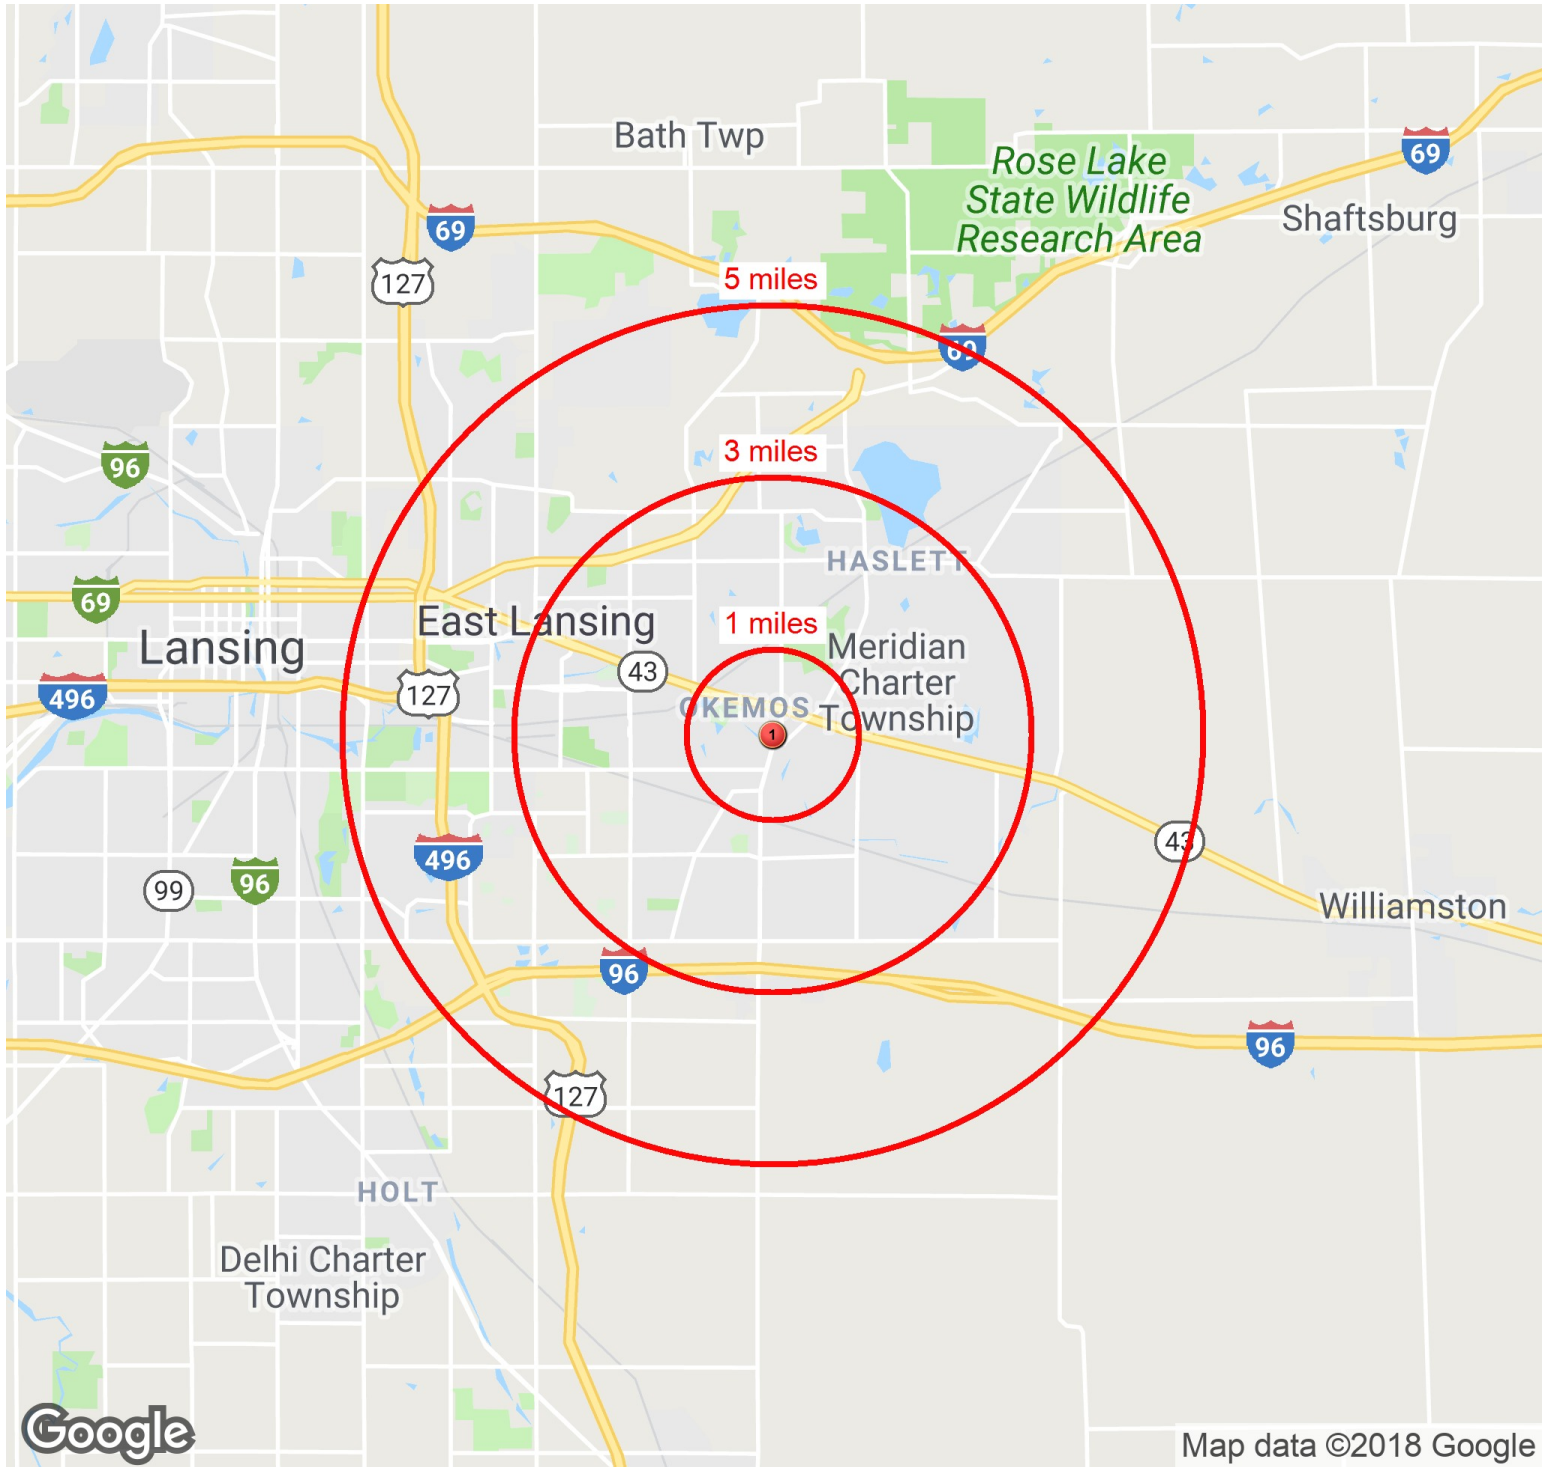 Bath Twp
Rose Lake
State Wildlife
Research Area
69
Shaftsburg
69
127
5 miles
69
3 miles
96
HASLETT
69
1 miles
East Lansing
Lansing
Meridian
Charter
Township
43
496
127
OKEMOS
1
43
496
96
99
Williamston
96
96
127
HOLT
Delhi Charter
Township
Google
Map data ©2018 Google